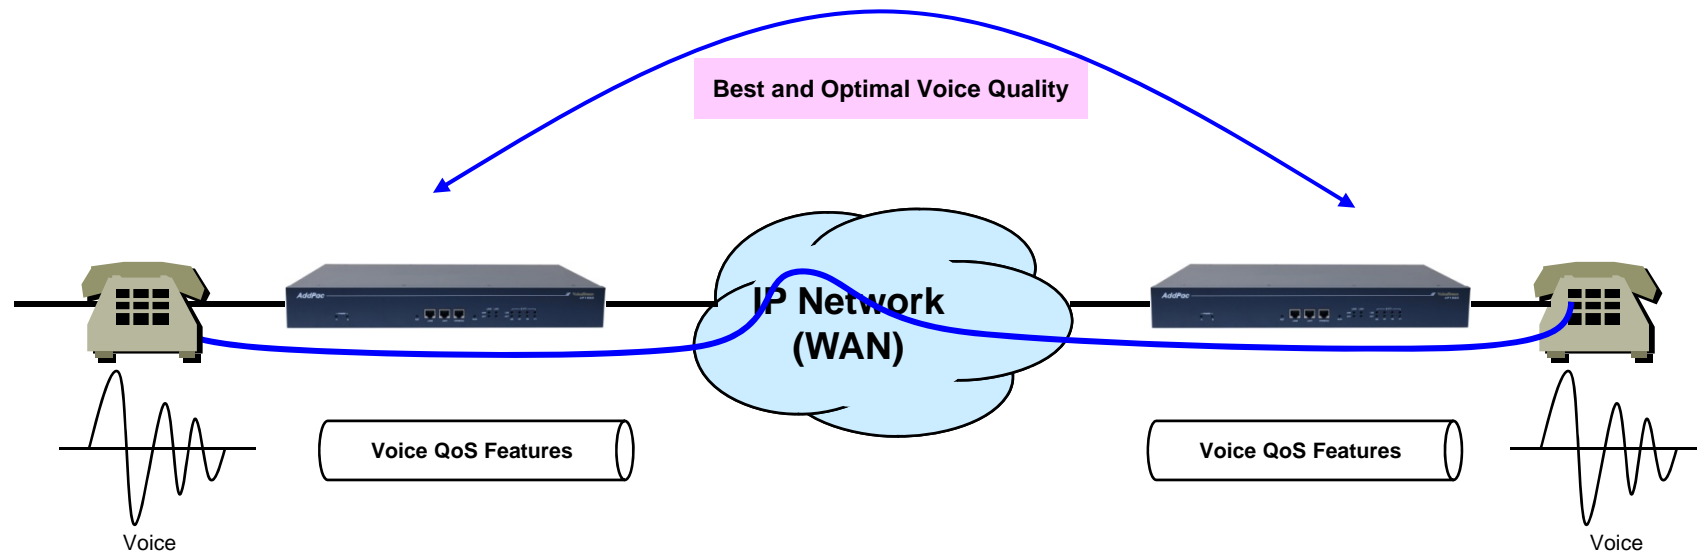 Best and Optimal Voice Quality
AddPac
AddPac
IP Network
(WAN)
Voice QoS Features
Voice QoS Features
Voice
Voice